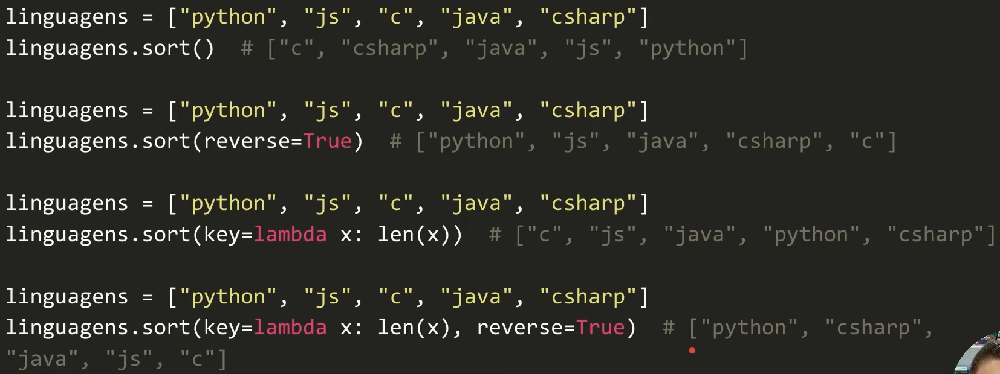 linguagens = ["python", "js", "c", "java", "csharp"]
linguagens.sort()  # ["c", "csharp", "java", "js", "python"]
linguagens = ["python", "js", "c", "java", "csharp"]
linguagens.sort(reverse=True)  # ["python", "js", "java", "csharp", "c"]
linguagens = ["python", "js", "c", "java", "csharp"]
linguagens.sort(key=lambda x: len(x))  # ["c", "js", "java", "python", "csharp"]
linguagens = ["python", "js", "c", "java", "csharp"]
linguagens.sort(key=lambda x: len(x), reverse=True)  # ["python", "csharp",
"java", "js", "c"]